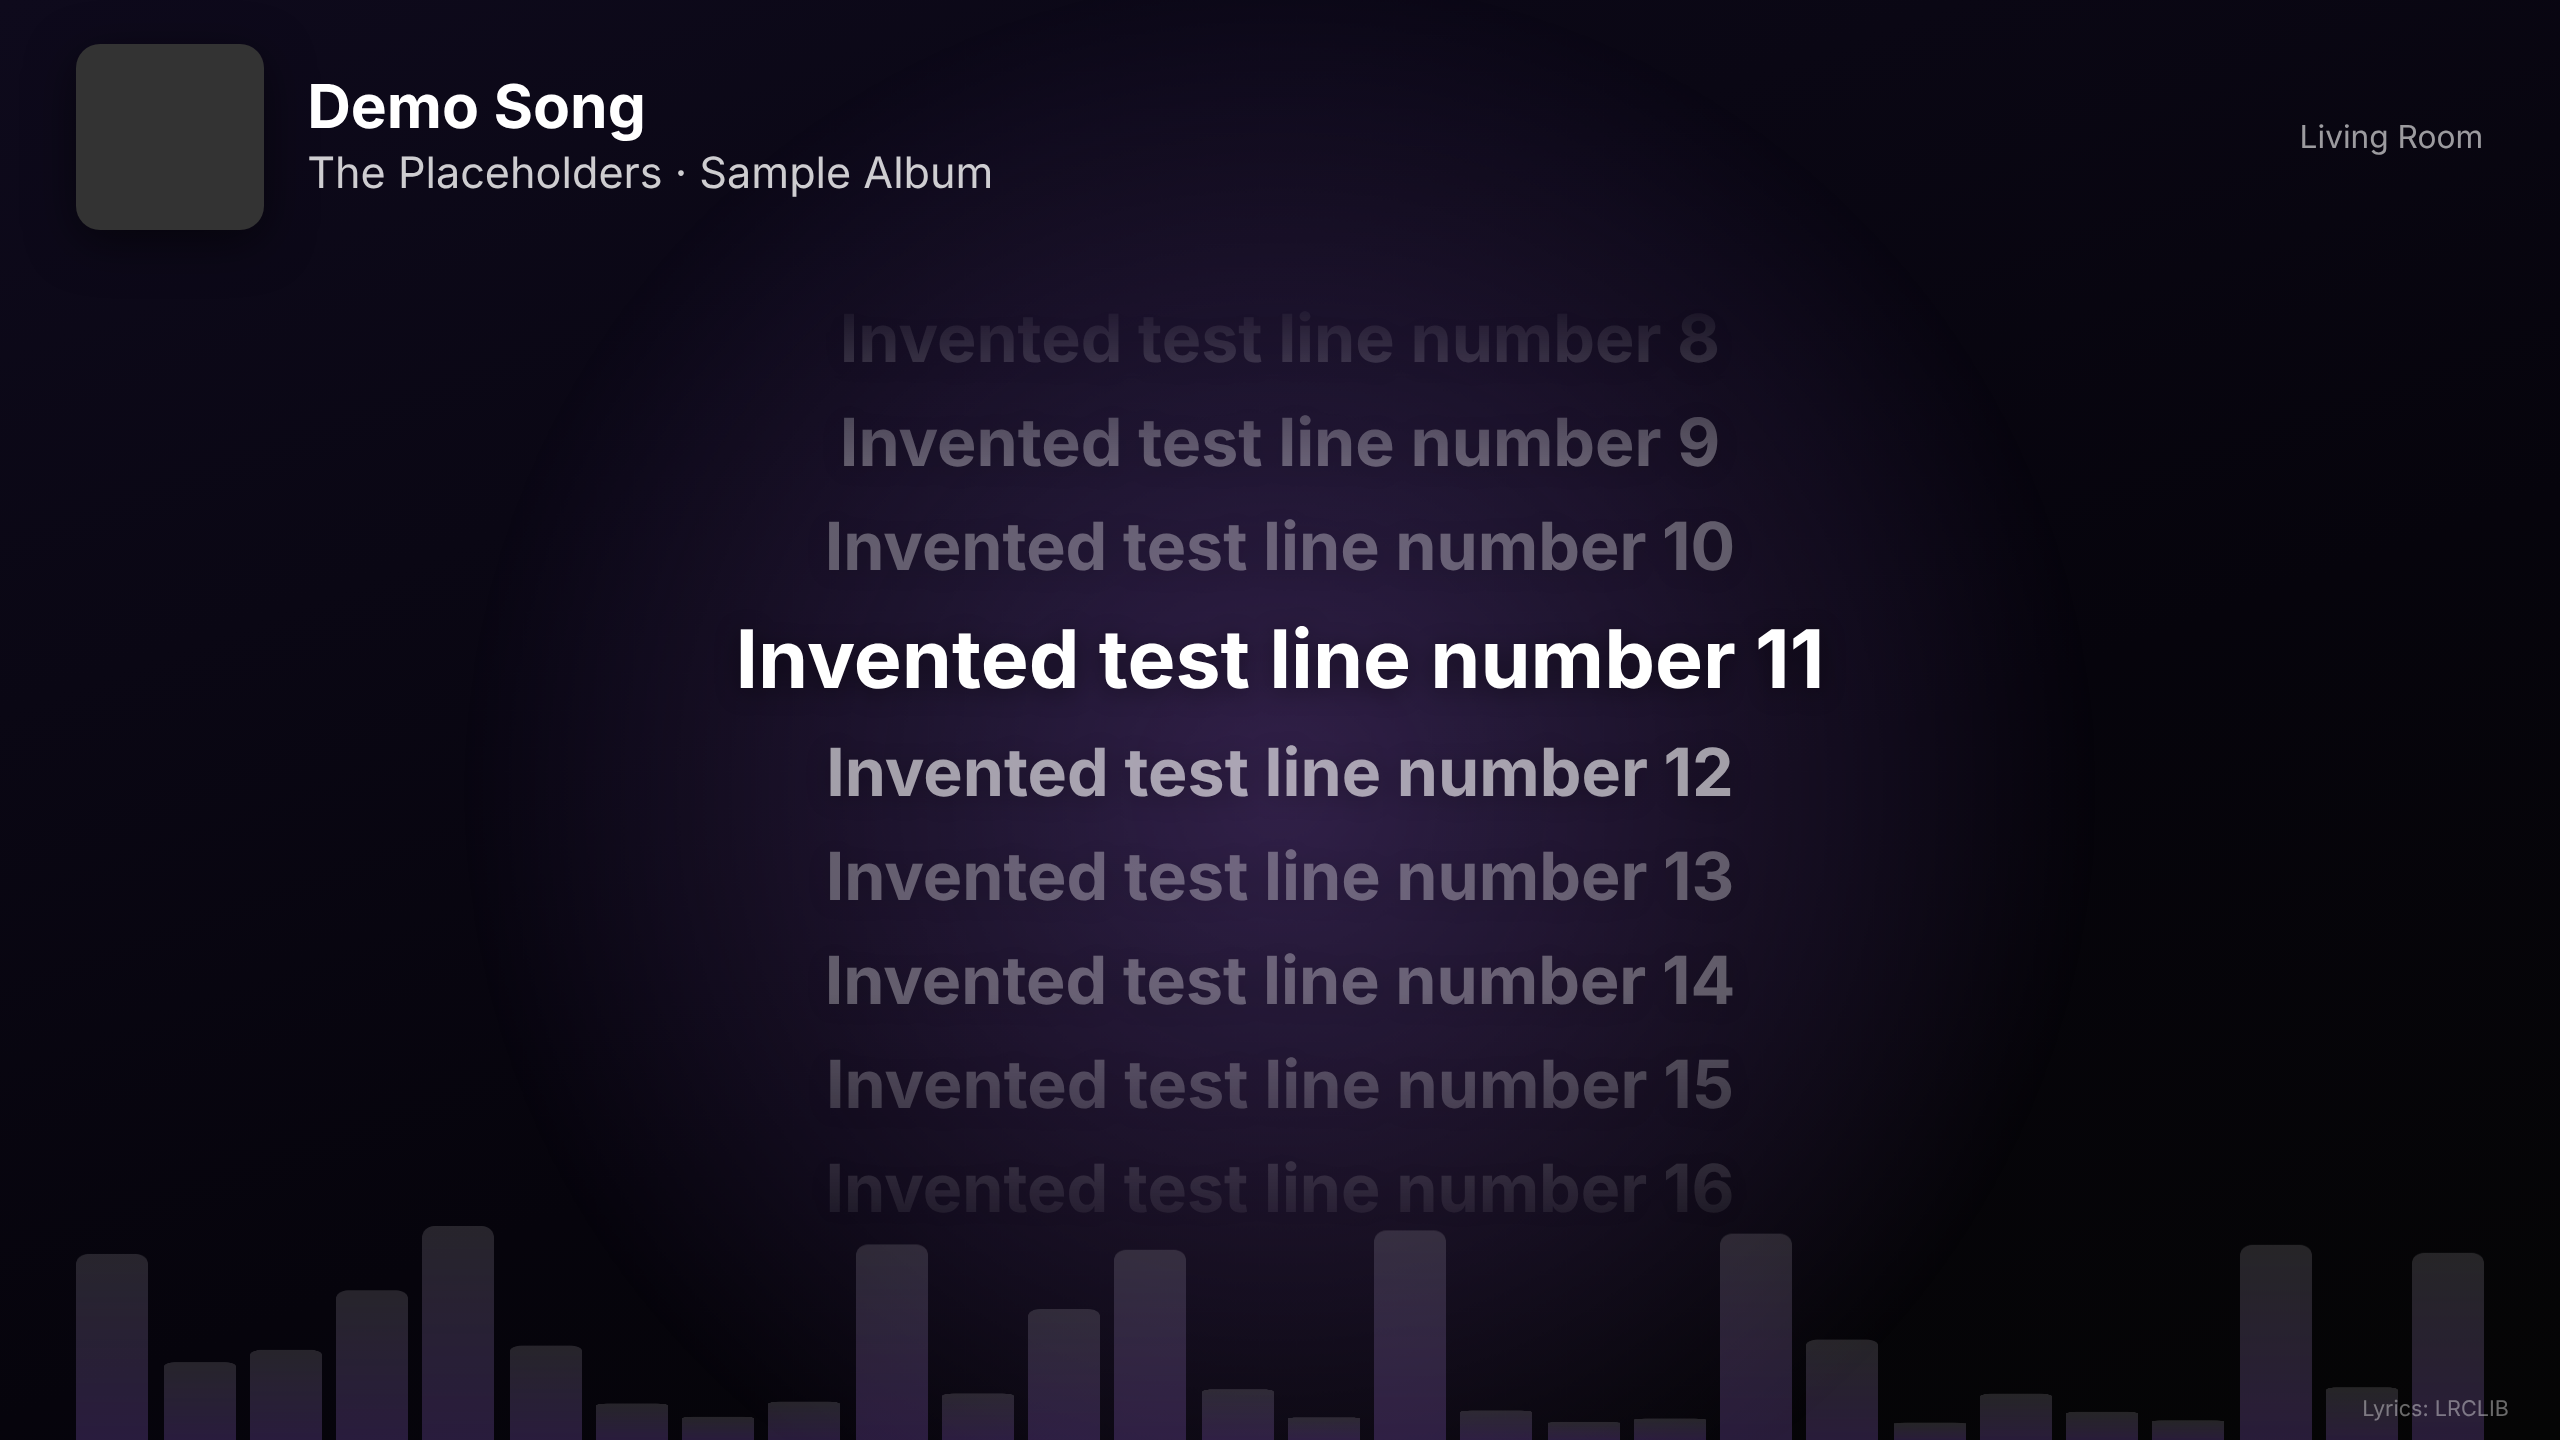 Demo Song
The Placeholders · Sample Album
Living Room
Invented test line number 8
Invented test line number 9
Invented test line number 10
Invented test line number 11
Invented test line number 12
Invented test line number 13
Invented test line number 14
Invented test line number 15
Invented test line number 16
Lyrics: LRCLIB